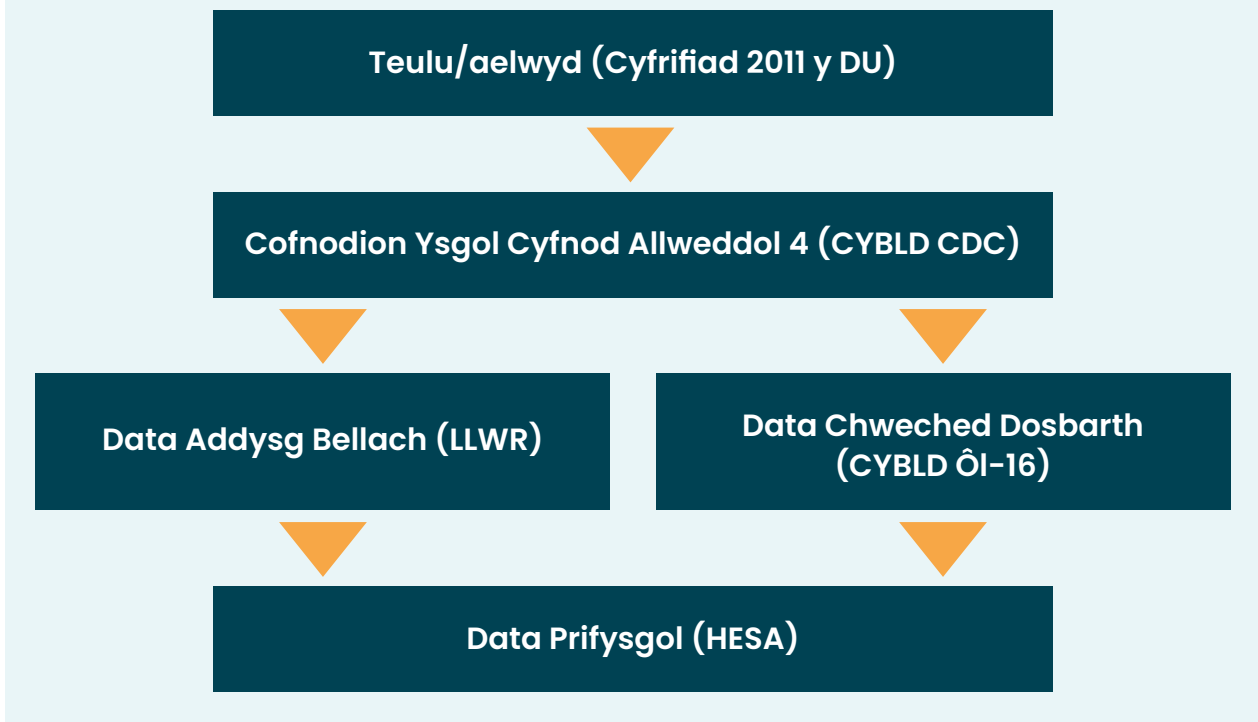 Teulu/aelwyd (Cyfrifiad 2011 y DU)
Cofnodion Ysgol Cyfnod Allweddol 4 (CYBLD CDC)
Data Addysg Bellach (LLWR)
Data Chweched Dosbarth
(CYBLD Ôl-16)
Data Prifysgol (HESA)